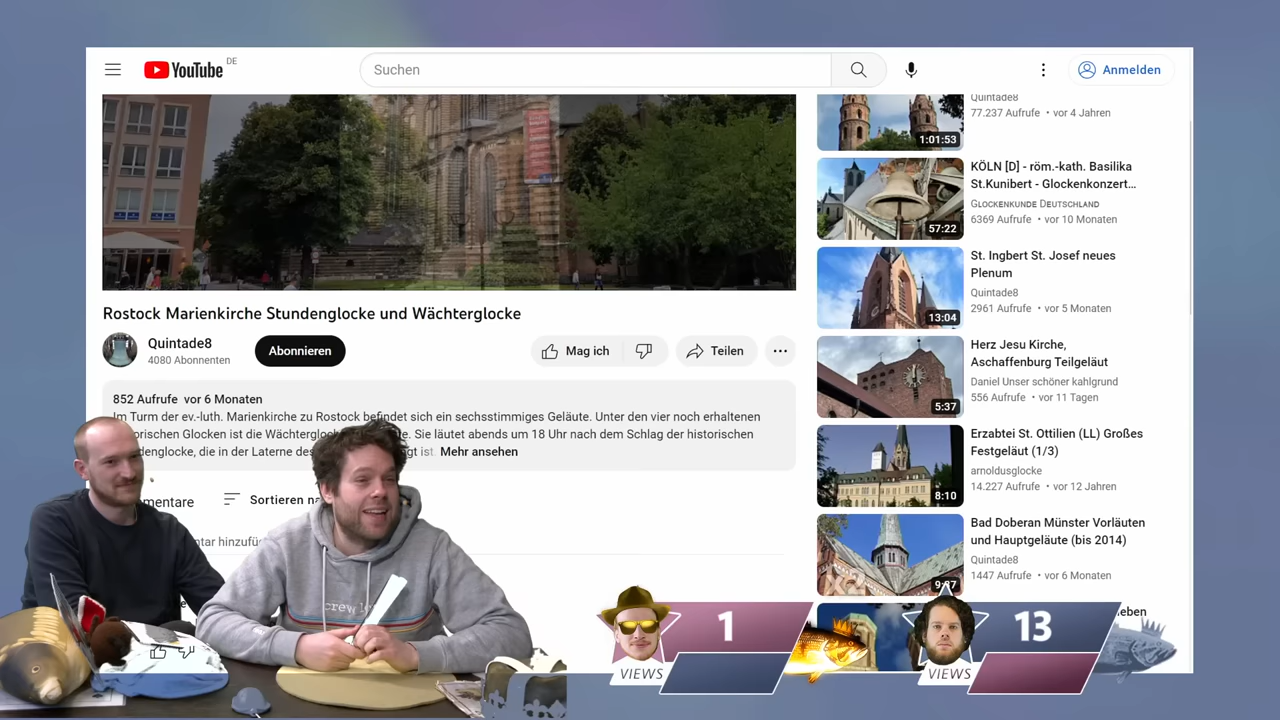 YouTube
DE
Suchen
Anmelden
Quintade8
77.237 Aufrufe • vor 4 Jahren
1:01:53
KÖLN [D] - röm.-kath. Basilika
St.Kunibert - Glockenkonzert…
Glockenkunde Deutschland
6369 Aufrufe • vor 10 Monaten
57:22
St. Ingbert St. Josef neues
Plenum
Quintade8
2961 Aufrufe • vor 5 Monaten
13:04
Rostock Marienkirche Stundenglocke und Wächterglocke
Quintade8
4080 Abonnenten
Abonnieren
Mag ich
Teilen
Herz Jesu Kirche,
Aschaffenburg Teilgeläut
Daniel Unser schöner kahlgrund
556 Aufrufe • vor 11 Tagen
5:37
852 Aufrufe vor 6 Monaten
Im Turm der ev.-luth. Marienkirche zu Rostock befindet sich ein sechsstimmiges Geläute. Unter den vier noch erhaltenen
orischen Glocken ist die Wächterglock te. Sie läutet abends um 18 Uhr nach dem Schlag der historischen
denglocke, die in der Laterne des gt ist. Mehr ansehen
Erzabtei St. Ottilien (LL) Großes
Festgeläut (1/3)
arnoldusglocke
14.227 Aufrufe • vor 12 Jahren
8:10
mentare
Sortieren na
ntar hinzufüg
Bad Doberan Münster Vorläuten
und Hauptgeläute (bis 2014)
Quintade8
1447 Aufrufe • vor 6 Monaten
crew
eben
1
VIEWS
13
VIEWS